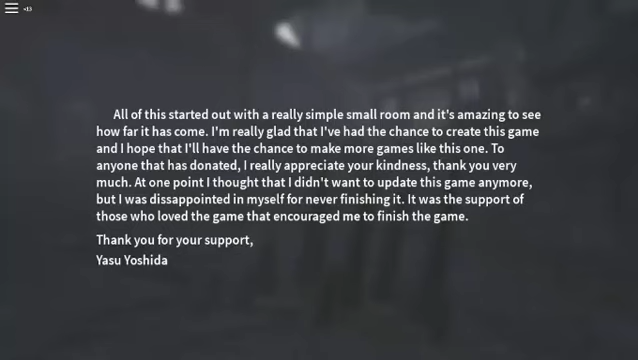 <13
All of this started out with a really simple small room and it's amazing to see
how far it has come. I'm really glad that I've had the chance to create this game
and I hope that I'll have the chance to make more games like this one. To
anyone that has donated, I really appreciate your kindness, thank you very
much. At one point I thought that I didn't want to update this game anymore,
but I was dissappointed in myself for never finishing it. It was the support of
those who loved the game that encouraged me to finish the game.
Thank you for your support,
Yasu Yoshida